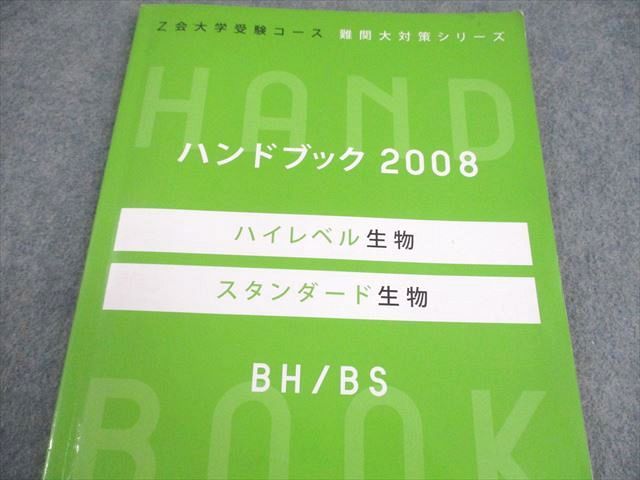 Z会大学受験コース 難関大対策シリーズ
HAND
ハンドブック 2008
ハイレベル生物
スタンダード生物
BH/BS
BOOK